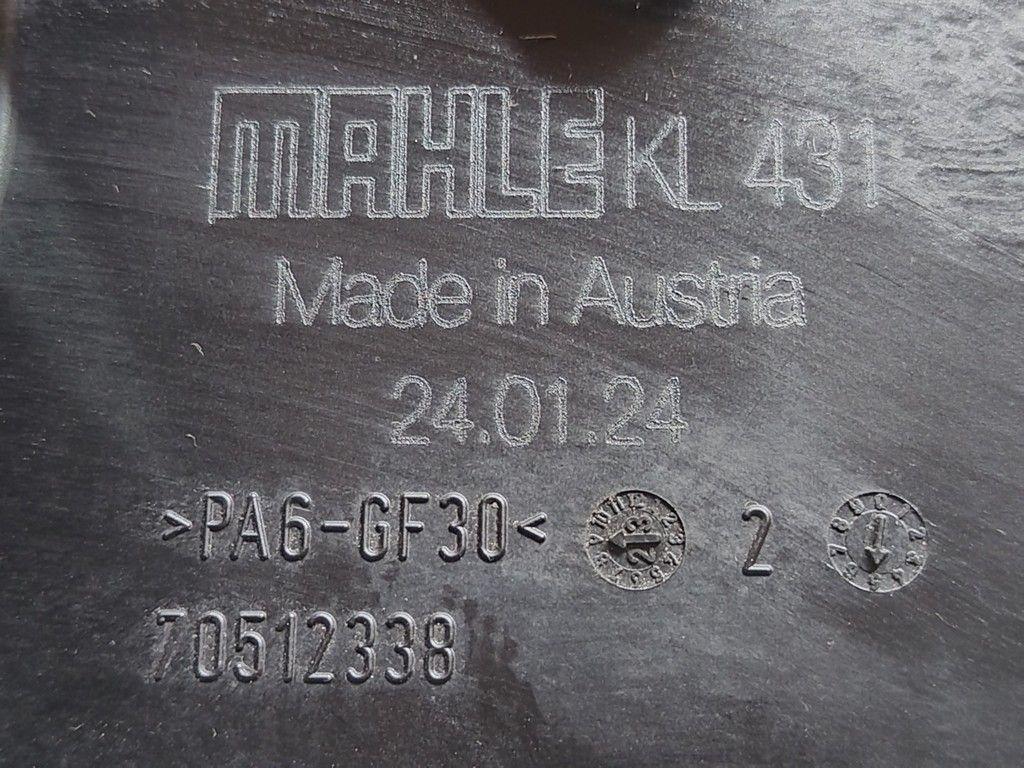 MAHLE KL 431
Made in Austria
24.01.24
>PA6-GF30< 2
70512338